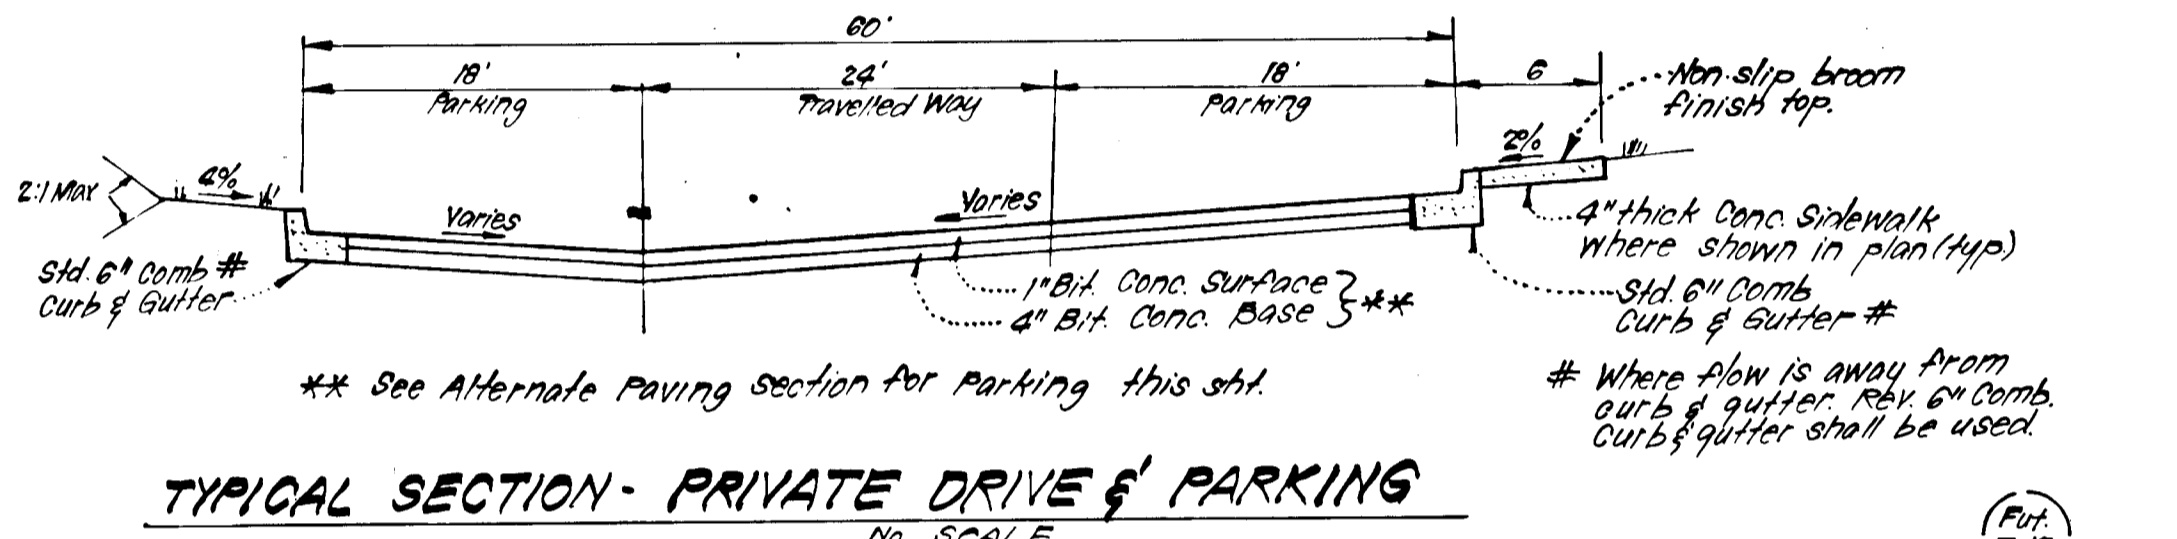 60'
18'
24'
18'
6
Parking
Travelled Way
Parking
Non-slip broom
finish top.
2%
2:1 Max
4%
Varies
Varies
4" thick Conc. Sidewalk
where shown in plan (typ.)
Std. 6" Comb #
Curb & Gutter
1" Bit. Conc. Surface
4" Bit. Conc. Base
**
Std. 6" Comb
Curb & Gutter #
** See Alternate Paving Section for Parking this sht.
# Where flow is away from
curb & gutter. Rev. 6" Comb.
Curb & gutter shall be used.
TYPICAL SECTION - PRIVATE DRIVE & PARKING
No SCALE
Fut.